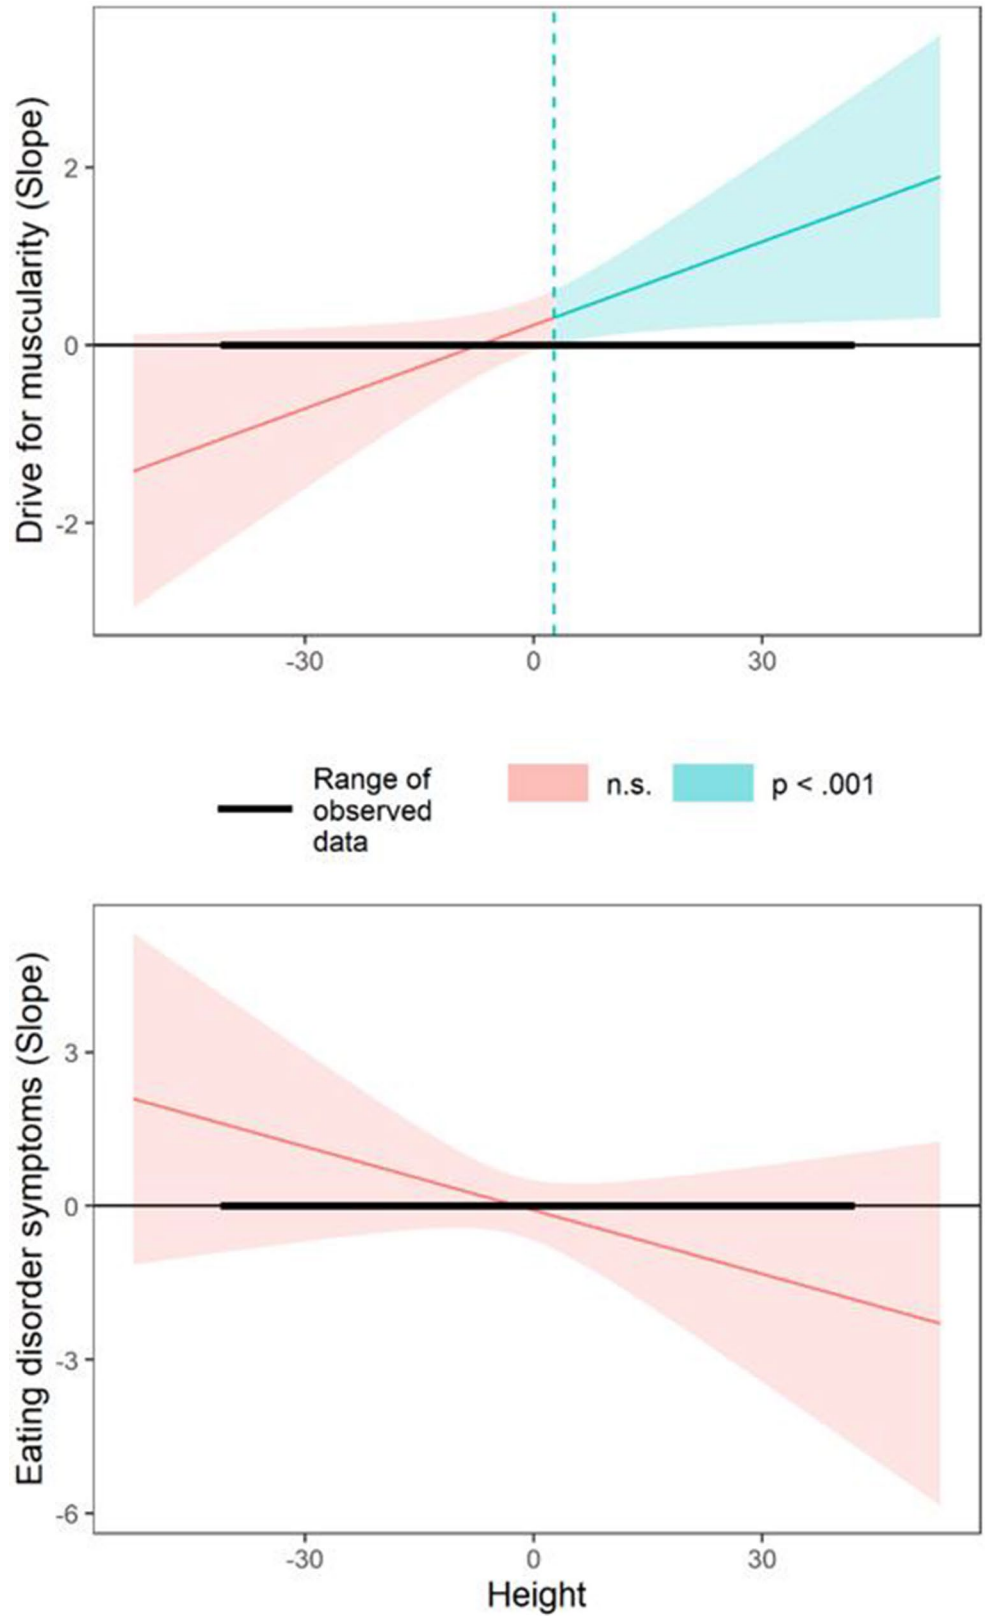 Drive for muscularity (Slope)
2
0
-2
-30 0 30
Range of
observed
data
n.s.
p < .001
Eating disorder symptoms (Slope)
3
0
-3
-6
-30 0 30
Height